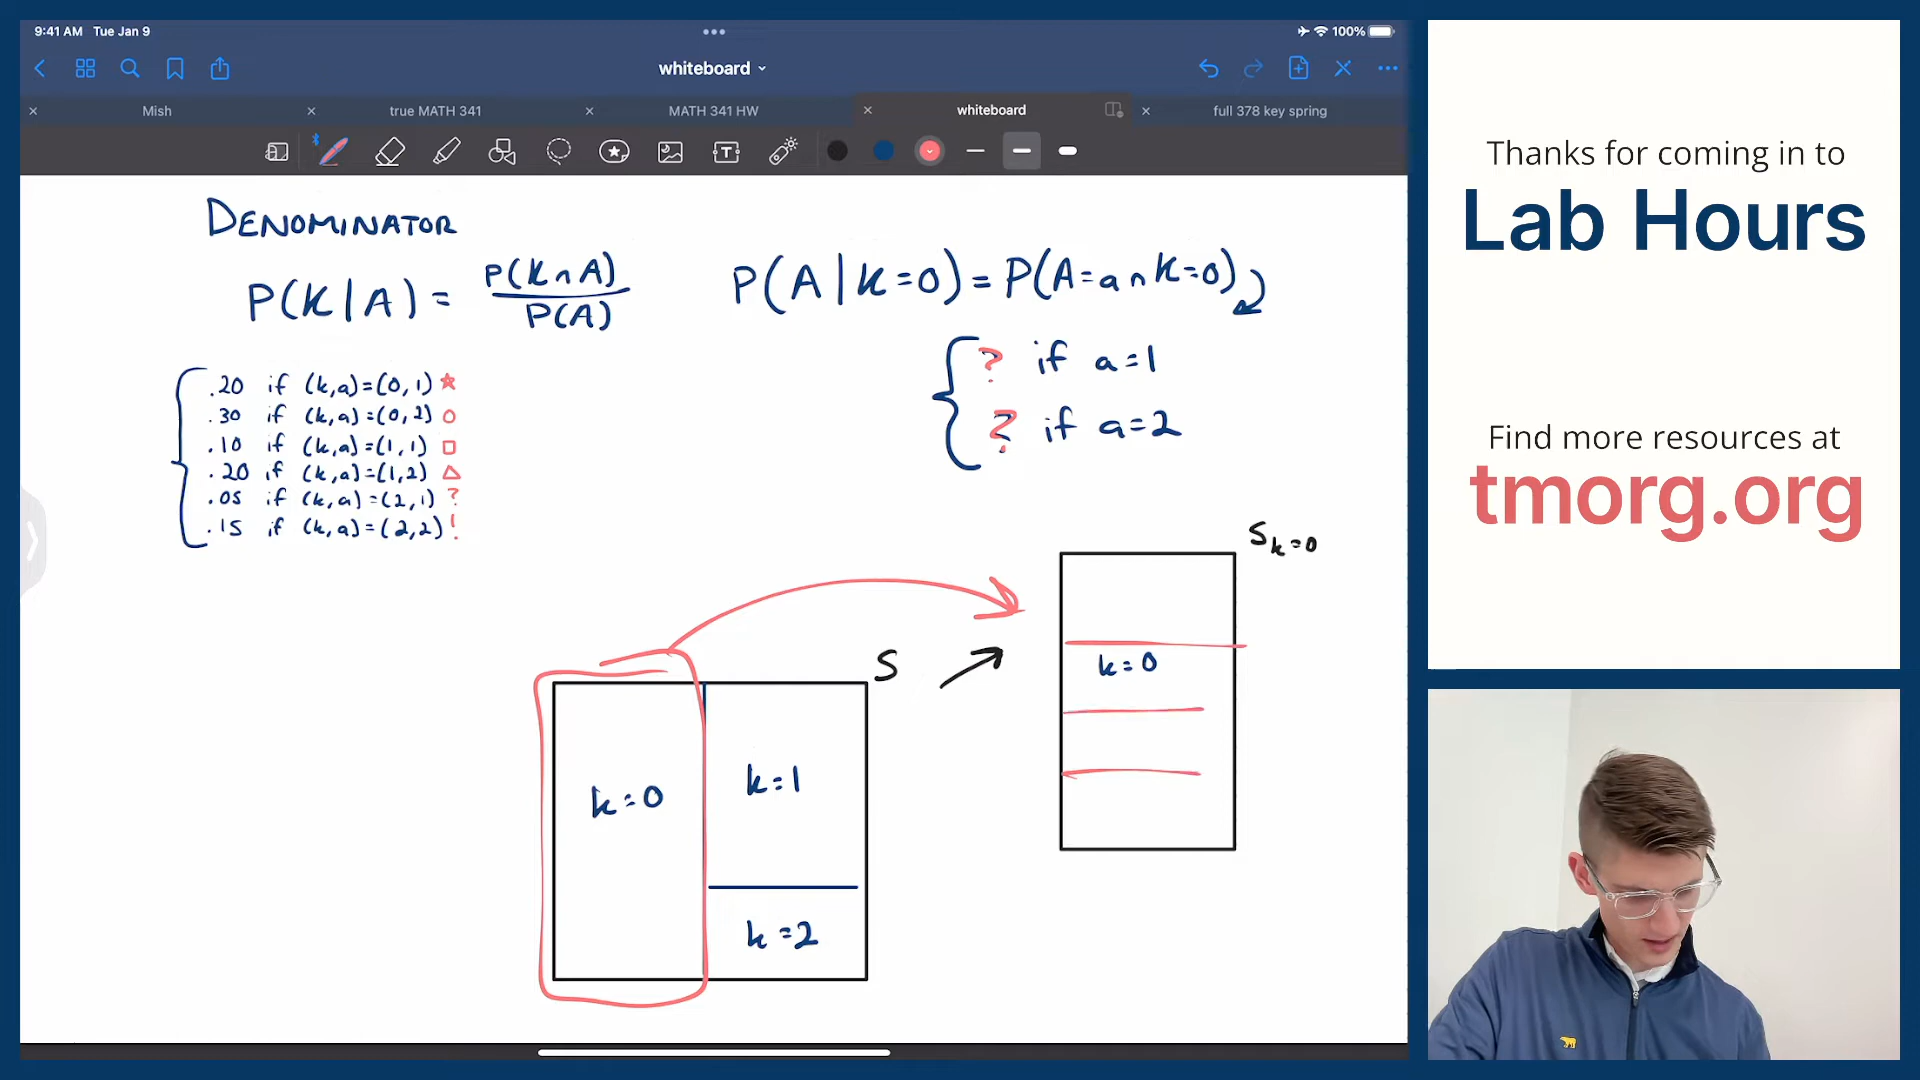 9:41 AM Tue Jan 9
100%
whiteboard
Mish
true MATH 341
MATH 341 HW
whiteboard
full 378 key spring
T
DENOMINATOR
P(K|A) = P(K∩A) / P(A)
P(A|K=0) = P(A=a∩K=0)
? if a=1
? if a=2
.20 if (k,a)=(0,1)
.30 if (k,a)=(0,2)
.10 if (k,a)=(1,1)
.20 if (k,a)=(1,2)
.05 if (k,a)=(2,1) ?
.15 if (k,a)=(2,2) !
S
k=0
k=1
k=2
S k=0
k=0
Thanks for coming in to
Lab Hours
Find more resources at
tmorg.org